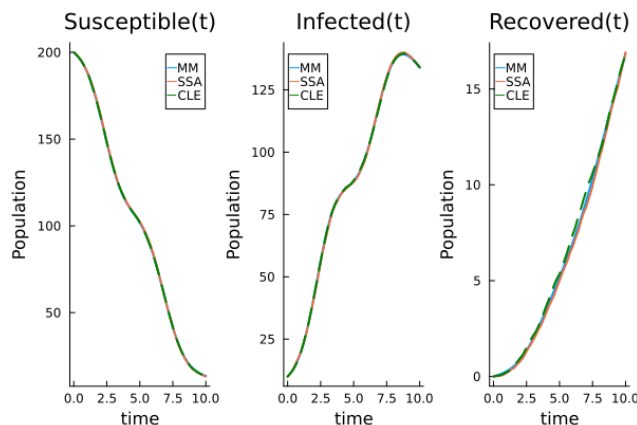 Susceptible(t)
Infected(t)
Recovered(t)
200
150
100
50
Population
MM
SSA
CLE
0.0 2.5 5.0 7.5 10.0
time
125
100
75
50
25
Population
MM
SSA
CLE
0.0 2.5 5.0 7.5 10.0
time
15
10
5
0
Population
MM
SSA
CLE
0.0 2.5 5.0 7.5 10.0
time